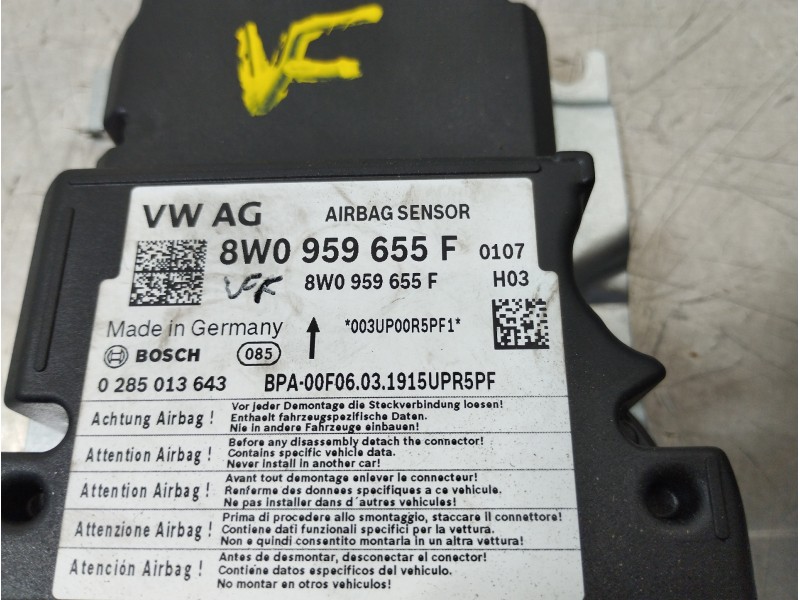 VC
VW AG AIRBAG SENSOR
8W0 959 655 F 0107
8W0 959 655 F H03
Made in Germany *003UP00R5PF1*
BOSCH 085
0 285 013 643 BPA-00F06.03.1915UPR5PF
Achtung Airbag ! Vor jeder Demontage die Steckverbindung loesen!
Enthaelt fahrzeugspezifische Daten.
Nie in andere Fahrzeuge einbauen!
Attention Airbag ! Before any disassembly detach the connector!
Contains specific vehicle data.
Never install in another car!
Attention Airbag ! Avant tout demontage enlever le connecteur!
Renferme des donnees specifiques a ce vehicule.
Ne pas installer dans d´autres vehicules!
Attenzione Airbag ! Prima di procedere allo smontaggio, staccare il connettore!
Contiene dati funzionali specifici per la vettura.
Non e quindi consentito montarla in un altra vettura!
Atención Airbag ! Antes de desmontar, desconectar el conector!
Contiene datos especificos del vehiculo.
No montar en otros vehiculos!